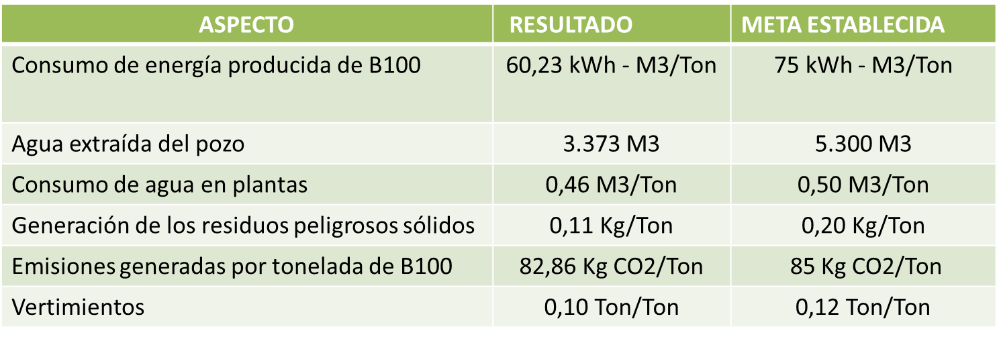 ASPECTO RESULTADO META ESTABLECIDA
Consumo de energía producida de B100 60,23 kWh - M3/Ton 75 kWh - M3/Ton
Agua extraída del pozo 3.373 M3 5.300 M3
Consumo de agua en plantas 0,46 M3/Ton 0,50 M3/Ton
Generación de los residuos peligrosos sólidos 0,11 Kg/Ton 0,20 Kg/Ton
Emisiones generadas por tonelada de B100 82,86 Kg CO2/Ton 85 Kg CO2/Ton
Vertimientos 0,10 Ton/Ton 0,12 Ton/Ton